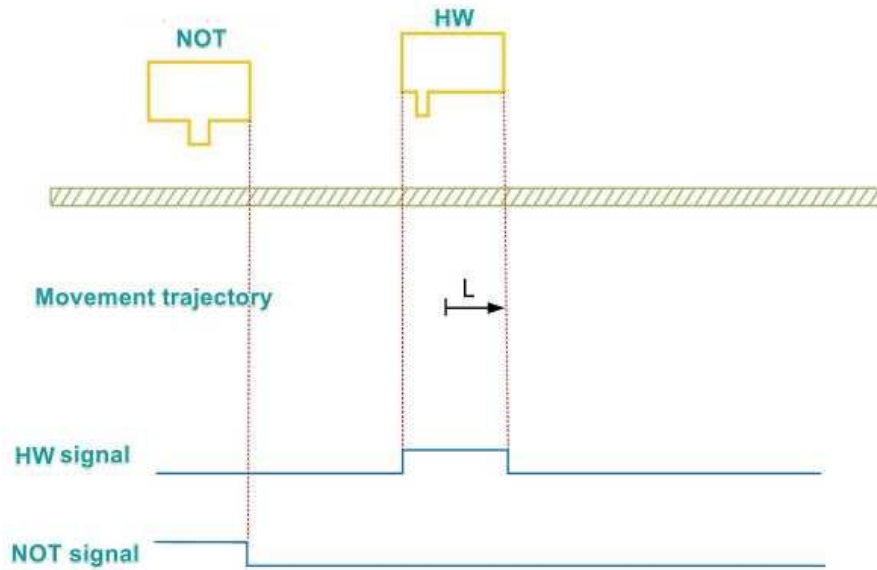 NOT
HW
Movement trajectory
L
HW signal
NOT signal